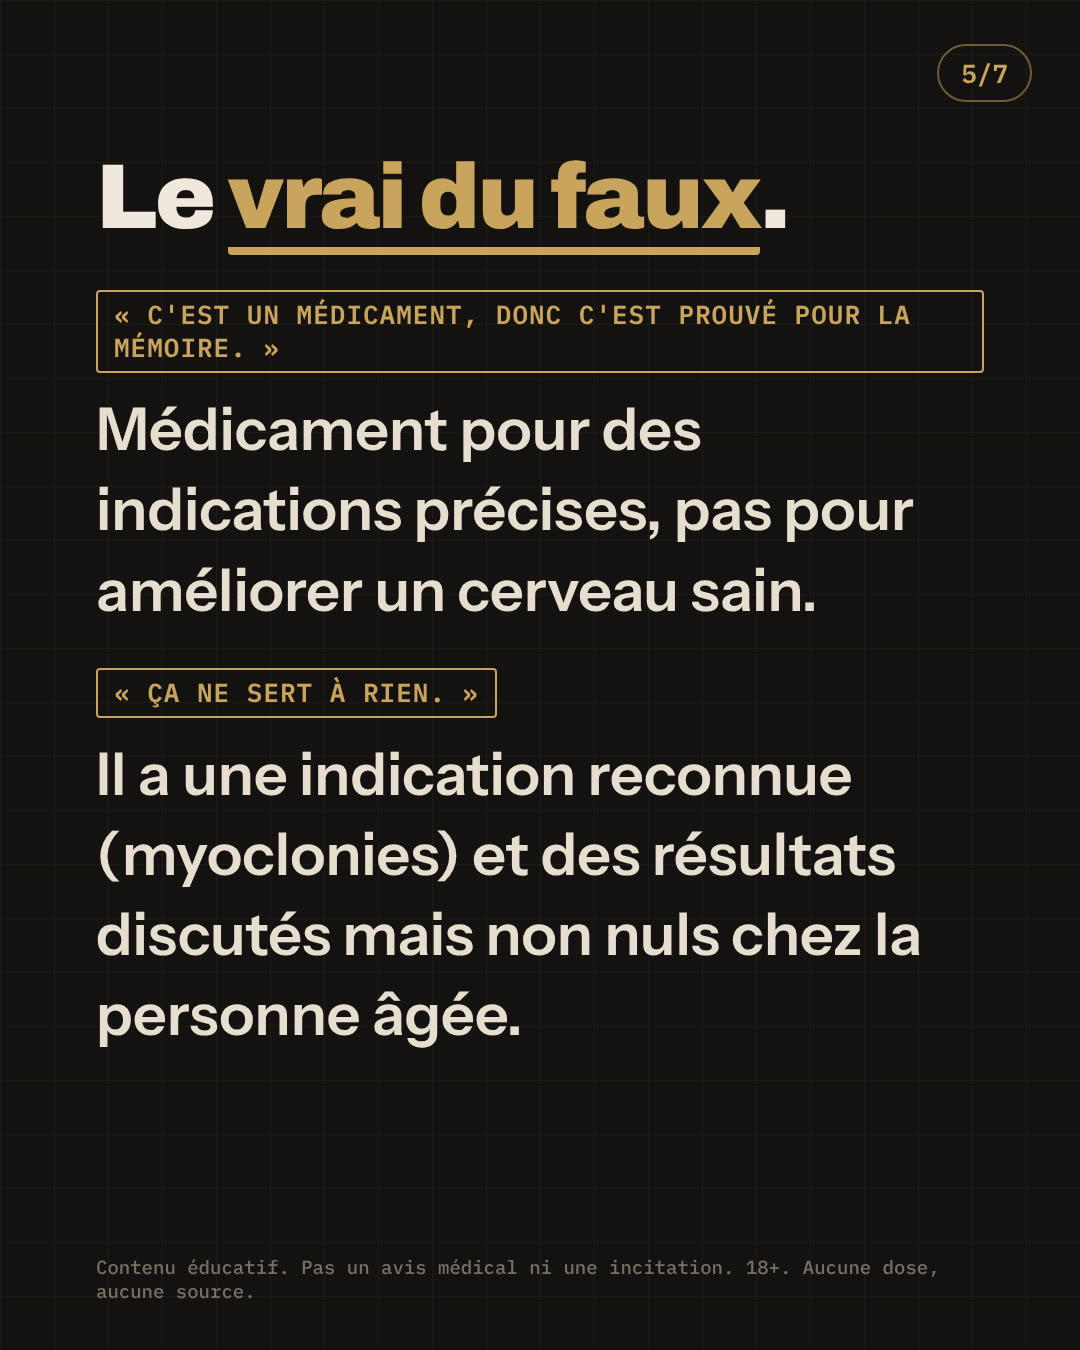 5/7
Le vrai du faux.
« C'EST UN MÉDICAMENT, DONC C'EST PROUVÉ POUR LA
MÉMOIRE. »
Médicament pour des
indications précises, pas pour
améliorer un cerveau sain.
« ÇA NE SERT À RIEN. »
Il a une indication reconnue
(myoclonies) et des résultats
discutés mais non nuls chez la
personne âgée.
Contenu éducatif. Pas un avis médical ni une incitation. 18+. Aucune dose,
aucune source.